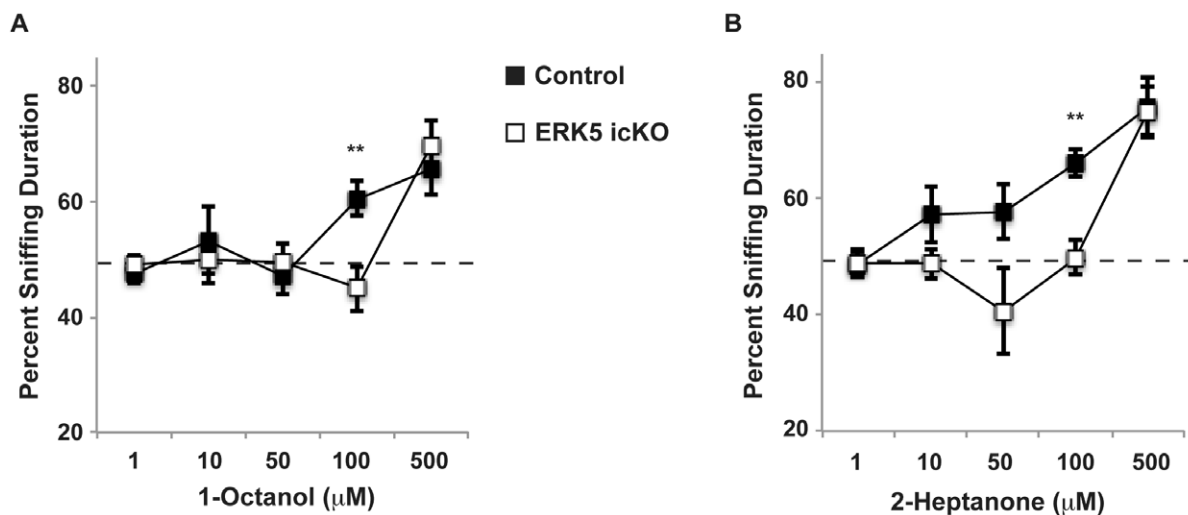 A
Percent Sniffing Duration
80
60
40
20
**
1 10 50 100 500
1-Octanol (μM)
Control
ERK5 icKO
B
Percent Sniffing Duration
80
60
40
20
**
1 10 50 100 500
2-Heptanone (μM)